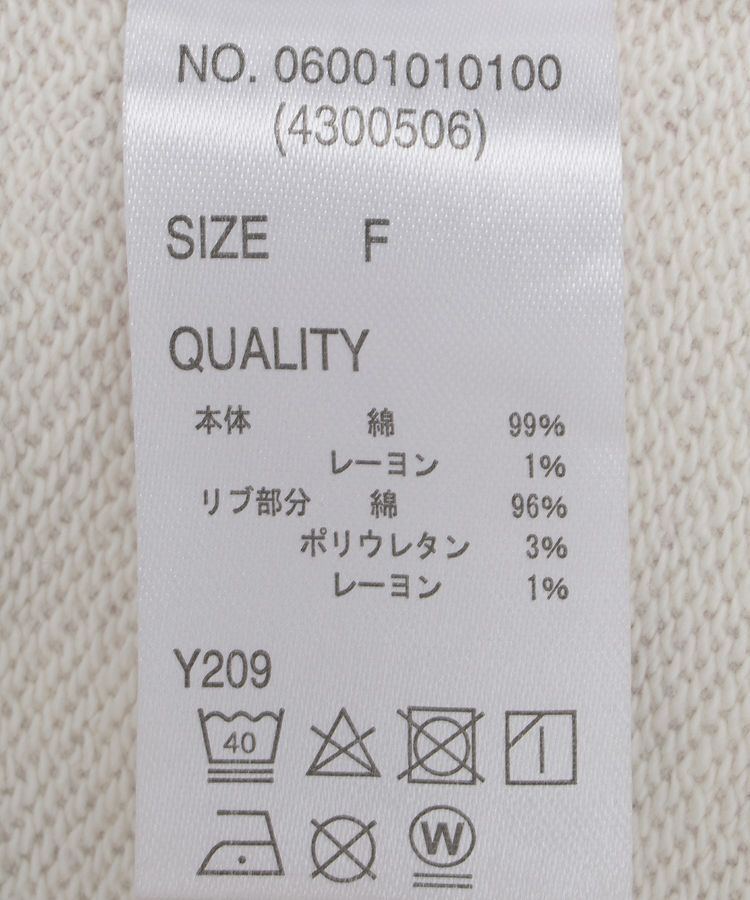 NO. 06001010100
(4300506)
SIZE F
QUALITY
本体 綿 99%
レーヨン 1%
リブ部分 綿 96%
ポリウレタン 3%
レーヨン 1%
Y209
40
W